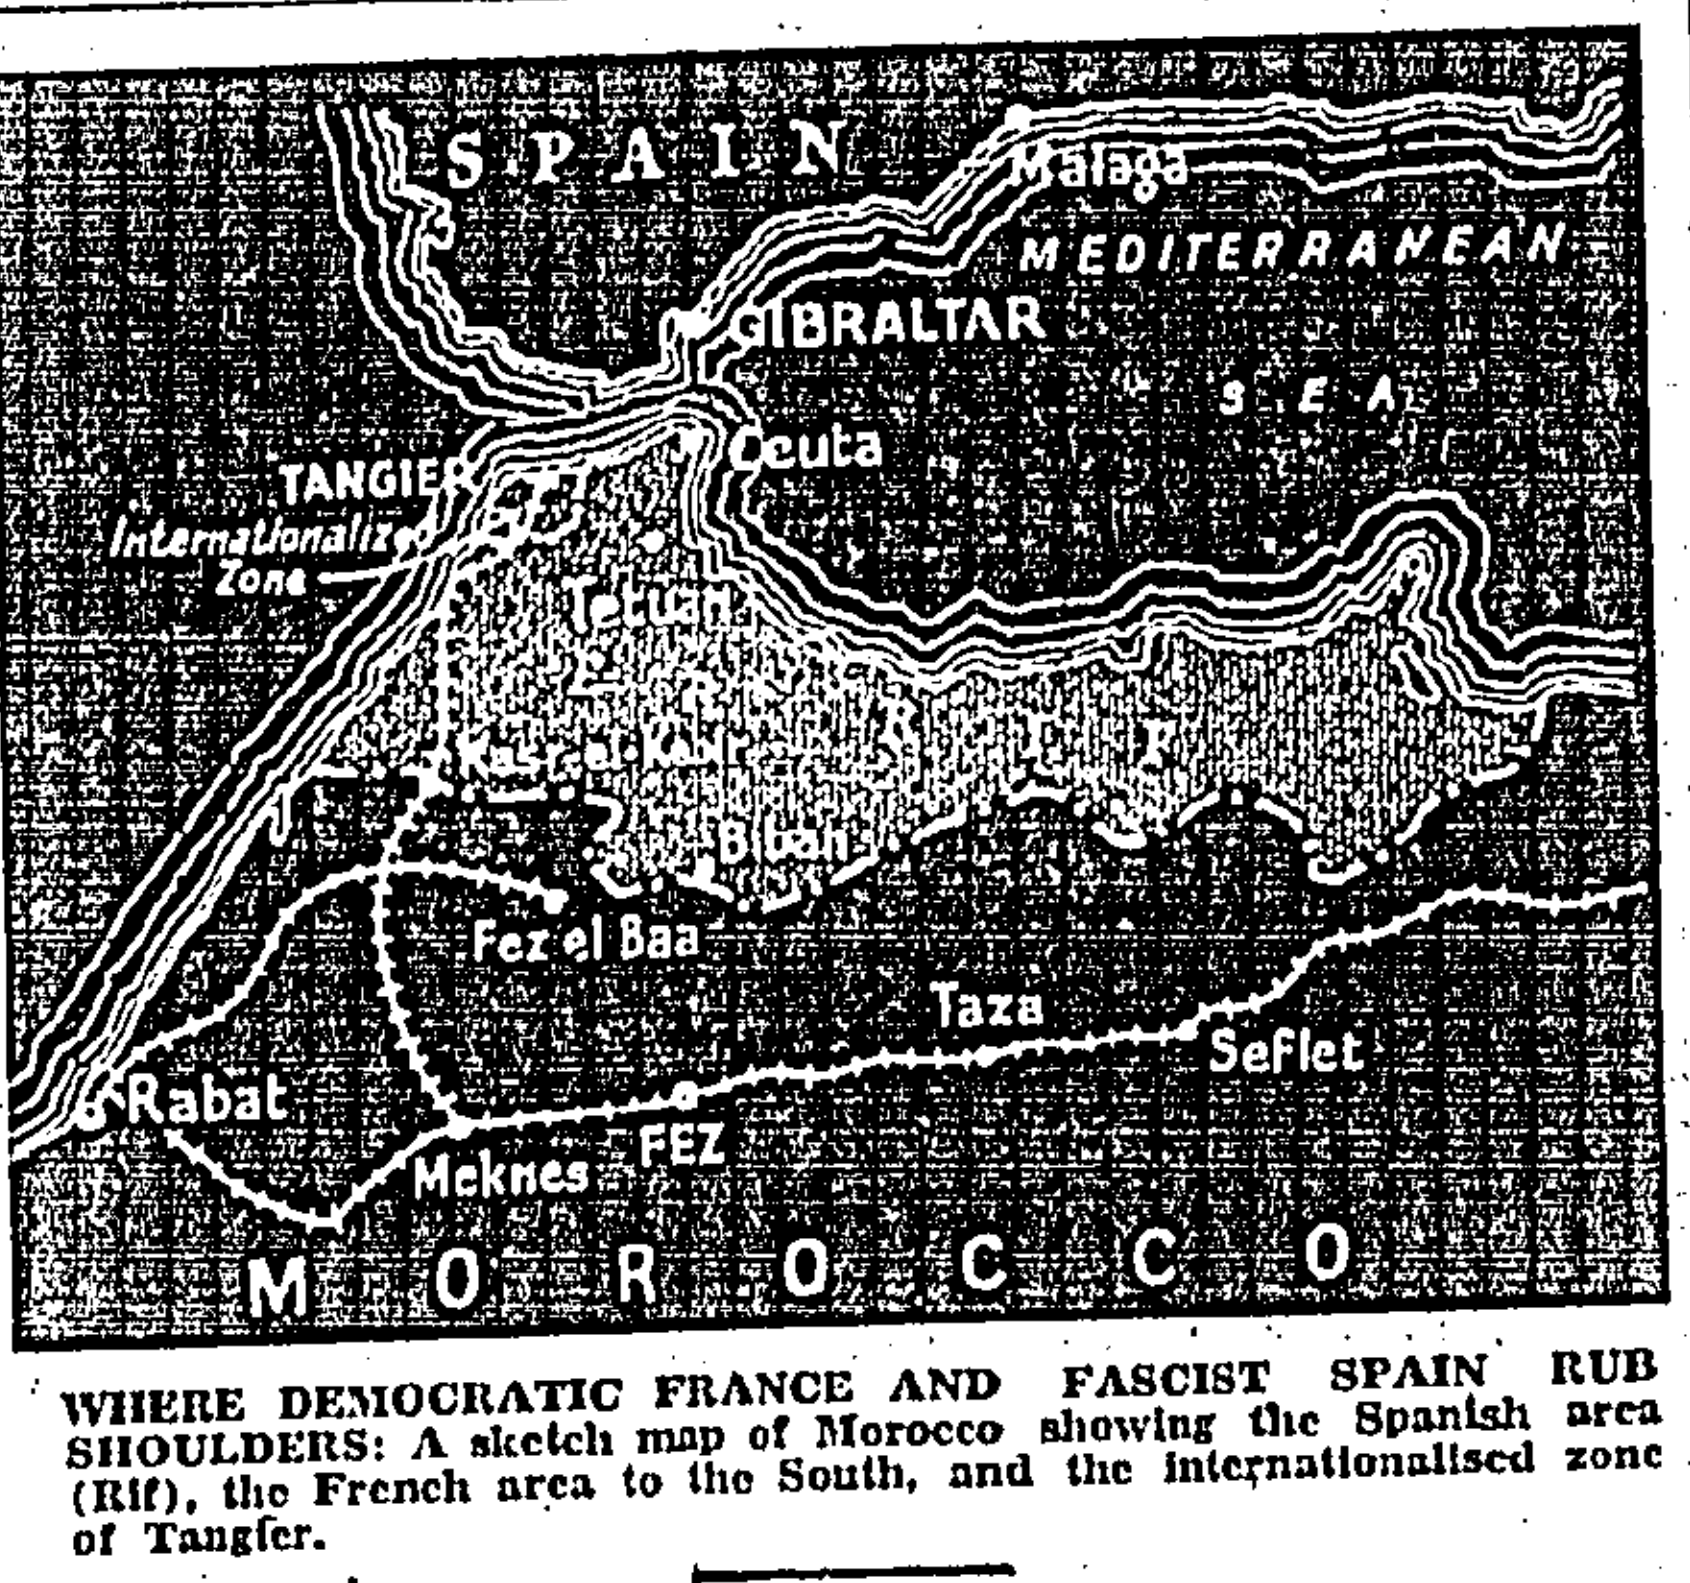 SPAIN
Malaga
MEDITERRANEAN
GIBRALTAR
SEA
Ceuta
TANGIER
Internationaliz
Zone
Tetuan
RIF
Biban
Fez el Baa
Taza
Seflet
Rabat
FEZ
Meknes
MOROCCO
WHERE DEMOCRATIC FRANCE AND FASCIST SPAIN RUB
SHOULDERS: A sketch map of Morocco showing the Spanish area
(Rif), the French area to the South, and the internationalised zone
of Tangier.